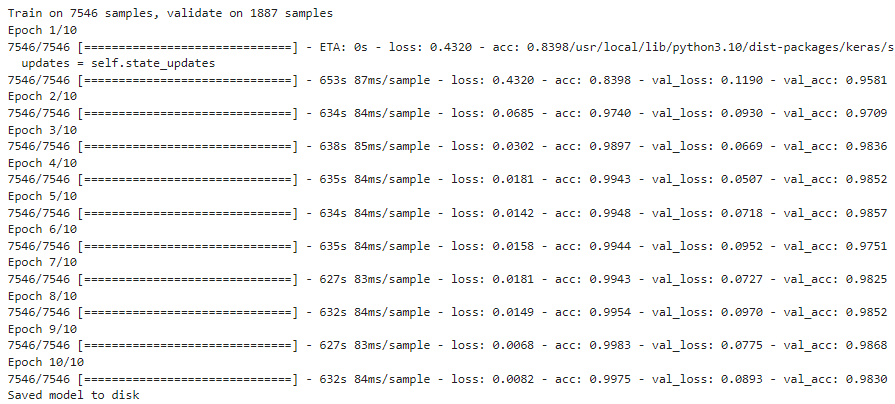 Train on 7546 samples, validate on 1887 samples
Epoch 1/10
7546/7546 [==============================] - ETA: 0s - loss: 0.4320 - acc: 0.8398/usr/local/lib/python3.10/dist-packages/keras/s
updates = self.state_updates
7546/7546 [==============================] - 653s 87ms/sample - loss: 0.4320 - acc: 0.8398 - val_loss: 0.1190 - val_acc: 0.9581
Epoch 2/10
7546/7546 [==============================] - 634s 84ms/sample - loss: 0.0685 - acc: 0.9740 - val_loss: 0.0930 - val_acc: 0.9709
Epoch 3/10
7546/7546 [==============================] - 638s 85ms/sample - loss: 0.0302 - acc: 0.9897 - val_loss: 0.0669 - val_acc: 0.9836
Epoch 4/10
7546/7546 [==============================] - 635s 84ms/sample - loss: 0.0181 - acc: 0.9943 - val_loss: 0.0507 - val_acc: 0.9852
Epoch 5/10
7546/7546 [==============================] - 634s 84ms/sample - loss: 0.0142 - acc: 0.9948 - val_loss: 0.0718 - val_acc: 0.9857
Epoch 6/10
7546/7546 [==============================] - 635s 84ms/sample - loss: 0.0158 - acc: 0.9944 - val_loss: 0.0952 - val_acc: 0.9751
Epoch 7/10
7546/7546 [==============================] - 627s 83ms/sample - loss: 0.0181 - acc: 0.9943 - val_loss: 0.0727 - val_acc: 0.9825
Epoch 8/10
7546/7546 [==============================] - 632s 84ms/sample - loss: 0.0149 - acc: 0.9954 - val_loss: 0.0970 - val_acc: 0.9852
Epoch 9/10
7546/7546 [==============================] - 627s 83ms/sample - loss: 0.0068 - acc: 0.9983 - val_loss: 0.0775 - val_acc: 0.9868
Epoch 10/10
7546/7546 [==============================] - 632s 84ms/sample - loss: 0.0082 - acc: 0.9975 - val_loss: 0.0893 - val_acc: 0.9830
Saved model to disk